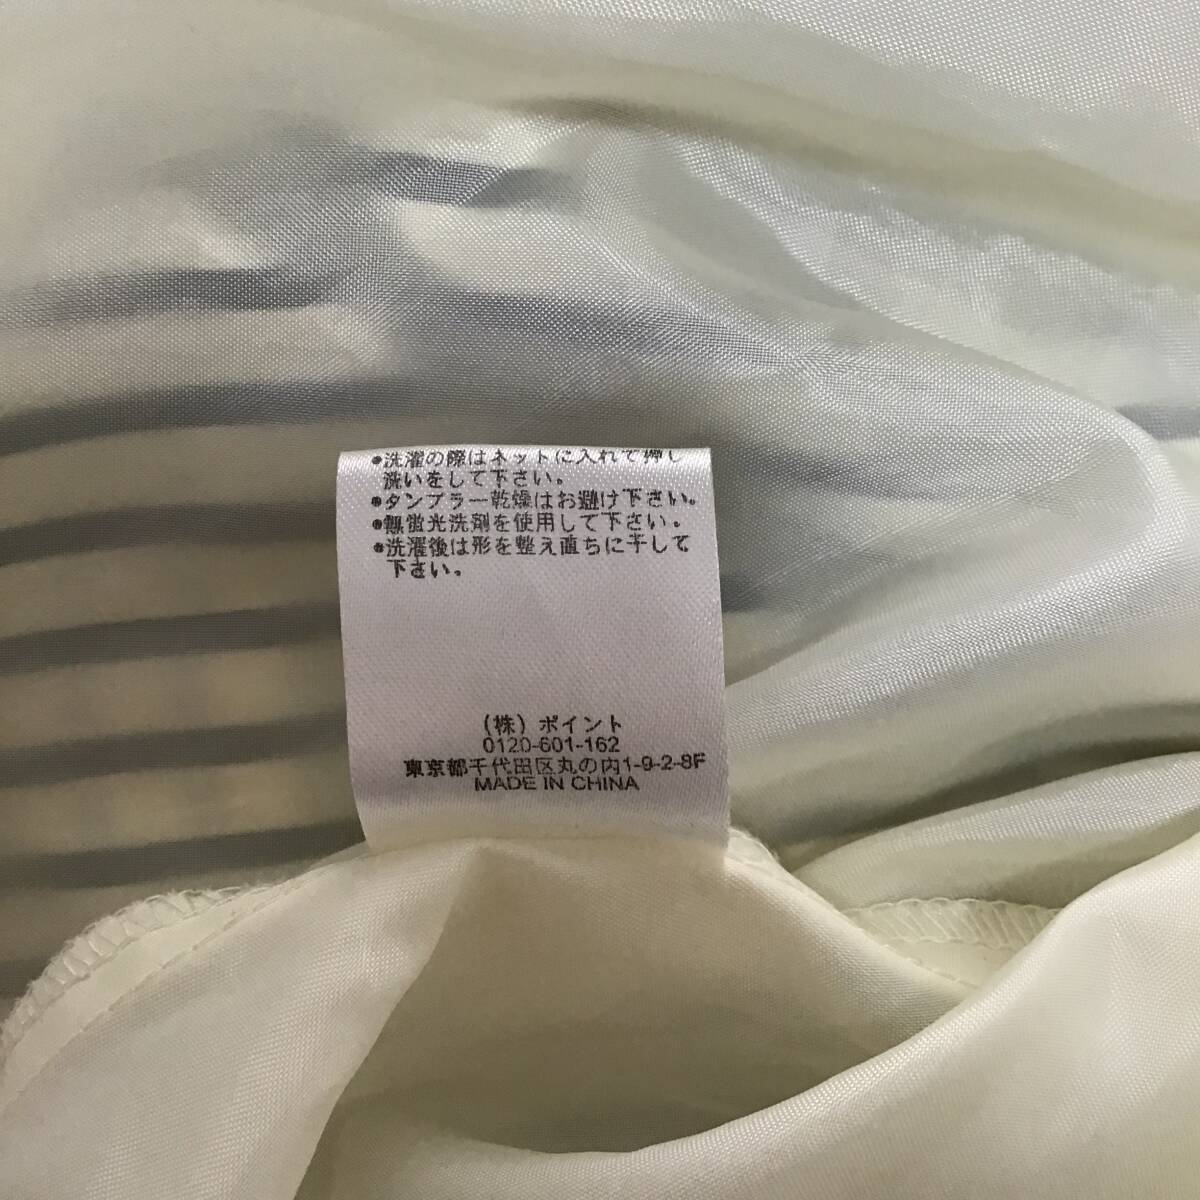 ●洗濯の際はネットに入れて押し
洗いをして下さい。
●タンブラー乾燥はお避け下さい。
●無蛍光洗剤を使用して下さい。
●洗濯後は形を整え直ちに干して
下さい。
(株)ポイント
0120-601-162
東京都千代田区丸の内1-9-2-8F
MADE IN CHINA